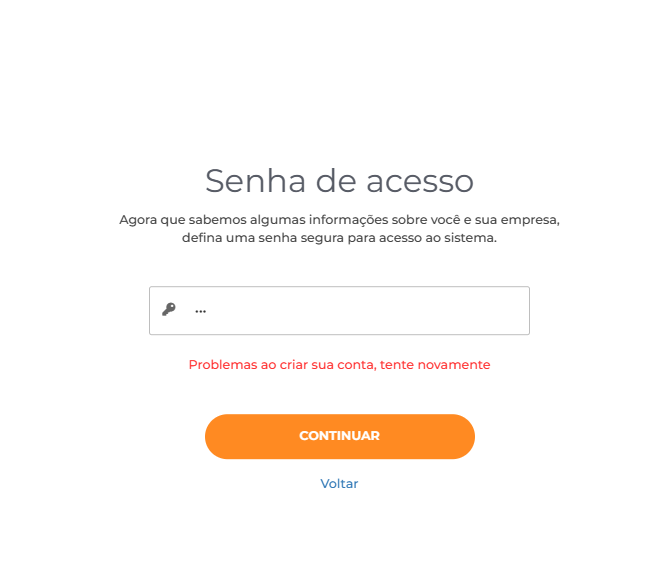 Senha de acesso
Agora que sabemos algumas informações sobre você e sua empresa,
defina uma senha segura para acesso ao sistema.
...
Problemas ao criar sua conta, tente novamente
CONTINUAR
Voltar